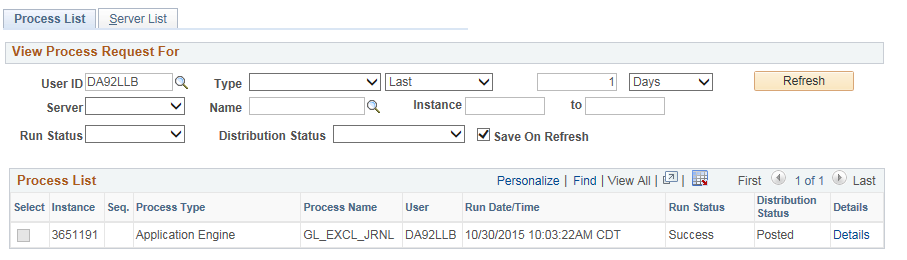 Process List Server List
View Process Request For
User ID DA92LLB Type Last 1 Days Refresh
Server Name Instance to
Run Status Distribution Status Save On Refresh
Process List Personalize | Find | View All | | First 1 of 1 Last
Select Instance Seq. Process Type Process Name User Run Date/Time Run Status Distribution Status Details
3651191 Application Engine GL_EXCL_JRNL DA92LLB 10/30/2015 10:03:22AM CDT Success Posted Details